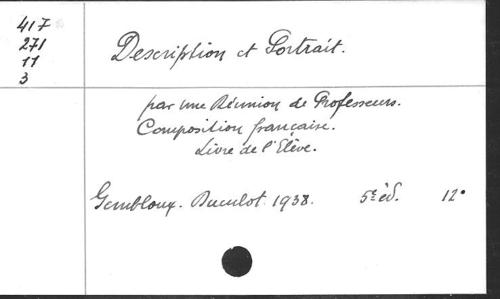 417
271
11
3
Description et Portrait.
par une Réunion de Professeurs.
Composition française.
Livre de l'Elève.
Gembloux. Duculot. 1938. 5e éd. 12°